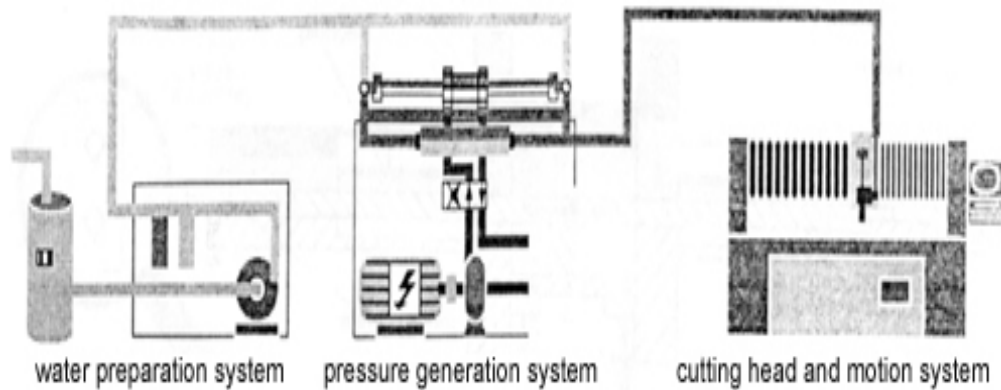 water preparation system pressure generation system cutting head and motion system